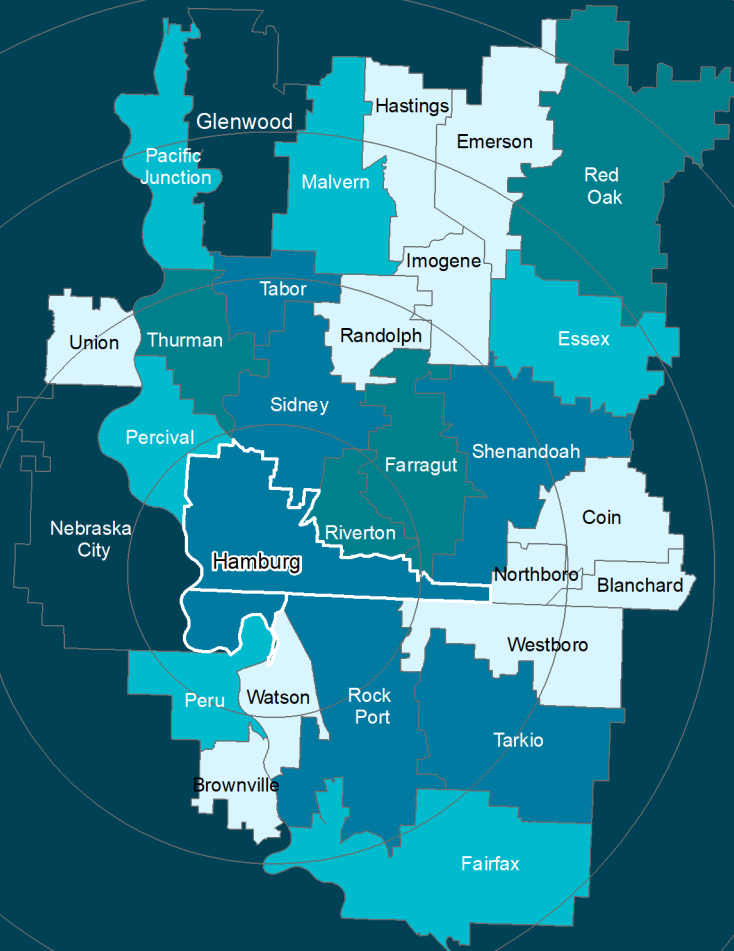 Hastings
Glenwood
Emerson
Pacific
Junction
Malvern
Red
Oak
Imogene
Tabor
Union
Thurman
Randolph
Essex
Sidney
Percival
Shenandoah
Farragut
Coin
Nebraska
City
Riverton
Hamburg
Northboro
Blanchard
Westboro
Peru
Watson
Rock
Port
Tarkio
Brownville
Fairfax